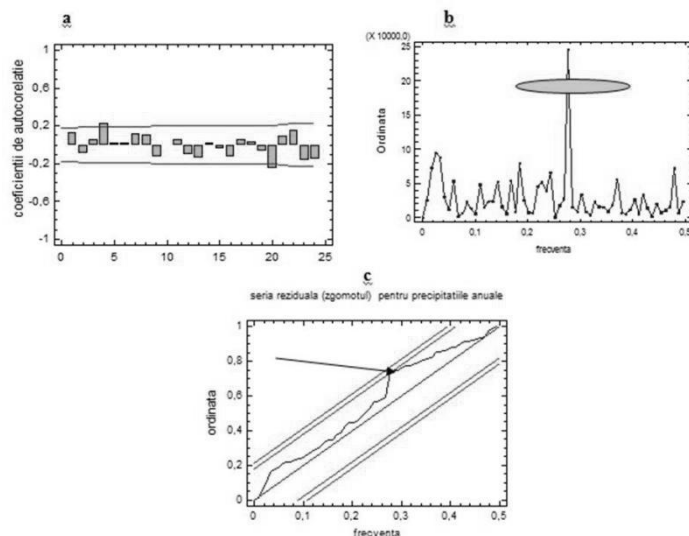 a
coeficientii de autocorelatie
1
0,6
0,2
-0,2
-0,6
-1
0 5 10 15 20 25
b
(X 10000.0)
Ordinata
25
20
15
10
5
0
0 0,1 0,2 0,3 0,4 0,5
frecventa
c
seria reziduala (zgomotul) pentru precipitatiile anuale
ordinata
1
0,8
0,6
0,4
0,2
0
0 0,1 0,2 0,3 0,4 0,5
frecventa